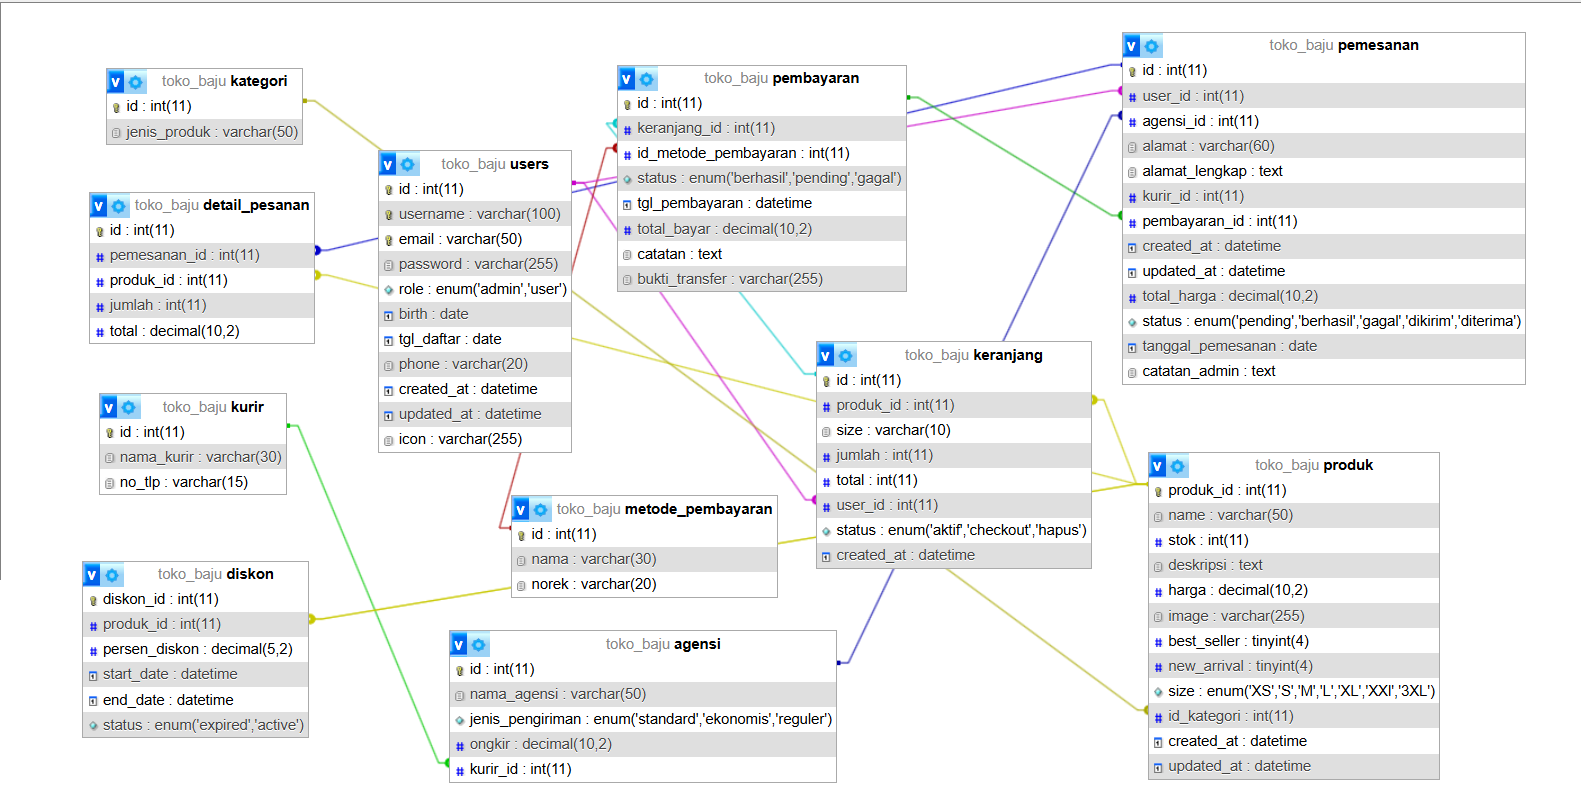 toko_baju kategori
id : int(11)
jenis_produk : varchar(50)
toko_baju detail_pesanan
id : int(11)
pemesanan_id : int(11)
produk_id : int(11)
jumlah : int(11)
total : decimal(10,2)
toko_baju kurir
id : int(11)
nama_kurir : varchar(30)
no_tlp : varchar(15)
toko_baju diskon
diskon_id : int(11)
produk_id : int(11)
persen_diskon : decimal(5,2)
start_date : datetime
end_date : datetime
status : enum('expired','active')
toko_baju users
id : int(11)
username : varchar(100)
email : varchar(50)
password : varchar(255)
role : enum('admin','user')
birth : date
tgl_daftar : date
phone : varchar(20)
created_at : datetime
updated_at : datetime
icon : varchar(255)
toko_baju metode_pembayaran
id : int(11)
nama : varchar(30)
norek : varchar(20)
toko_baju agensi
id : int(11)
nama_agensi : varchar(50)
jenis_pengiriman : enum('standard','ekonomis','reguler')
ongkir : decimal(10,2)
kurir_id : int(11)
toko_baju pembayaran
id : int(11)
keranjang_id : int(11)
id_metode_pembayaran : int(11)
status : enum('berhasil','pending','gagal')
tgl_pembayaran : datetime
total_bayar : decimal(10,2)
catatan : text
bukti_transfer : varchar(255)
toko_baju keranjang
id : int(11)
produk_id : int(11)
size : varchar(10)
jumlah : int(11)
total : int(11)
user_id : int(11)
status : enum('aktif','checkout','hapus')
created_at : datetime
toko_baju pemesanan
id : int(11)
user_id : int(11)
agensi_id : int(11)
alamat : varchar(60)
alamat_lengkap : text
kurir_id : int(11)
pembayaran_id : int(11)
created_at : datetime
updated_at : datetime
total_harga : decimal(10,2)
status : enum('pending','berhasil','gagal','dikirim','diterima')
tanggal_pemesanan : date
catatan_admin : text
toko_baju produk
produk_id : int(11)
name : varchar(50)
stok : int(11)
deskripsi : text
harga : decimal(10,2)
image : varchar(255)
best_seller : tinyint(4)
new_arrival : tinyint(4)
size : enum('XS','S','M','L','XL','XXl','3XL')
id_kategori : int(11)
created_at : datetime
updated_at : datetime